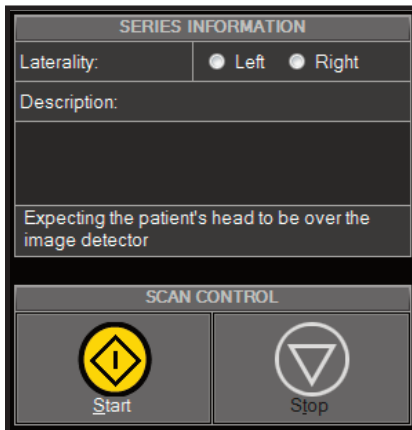 SERIES INFORMATION
Laterality: Left Right
Description:
Expecting the patient's head to be over the
image detector
SCAN CONTROL
Start Stop